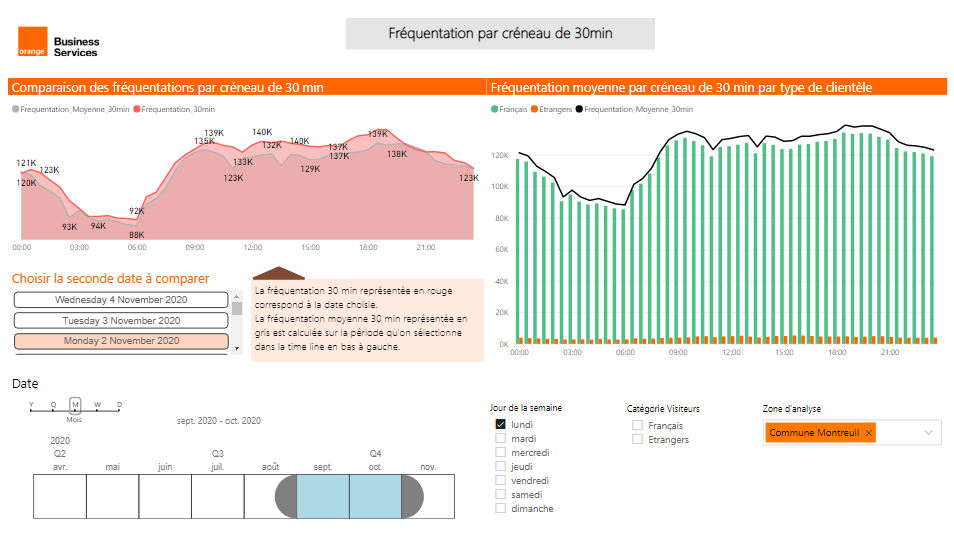 Fréquentation par créneau de 30min
orange™
Business
Services
Comparaison des fréquentations par créneau de 30 min
Frequentation_Moyenne_30min Fréquentation_30min
139K 140K 139K
135K 132K 140K 137K
121K 133K 137K 138K
123K 129K
120K 123K 123K
92K
93K 94K
88K
00:00 03:00 06:00 09:00 12:00 15:00 18:00 21:00
Fréquentation moyenne par créneau de 30 min par type de clientèle
Français Etrangers Frequentation_Moyenne_30min
120K
100K
80K
60K
40K
20K
0K
00:00 03:00 06:00 09:00 12:00 15:00 18:00 21:00
Choisir la seconde date à comparer
Wednesday 4 November 2020
Tuesday 3 November 2020
Monday 2 November 2020
La fréquentation 30 min représentée en rouge
correspond à la date choisie.
La fréquentation moyenne 30 min représentée en
gris est calculée sur la période qu'on sélectionne
dans la time line en bas à gauche.
Date
Y Q M W D
Mois
sept. 2020 - oct. 2020
2020
Q2 Q3 Q4
avr. mai juin juil. août sept. oct. nov.
Jour de la semaine
lundi
mardi
mercredi
jeudi
vendredi
samedi
dimanche
Catégorie Visiteurs
Français
Etrangers
Zone d'analyse
Commune Montreuil ×